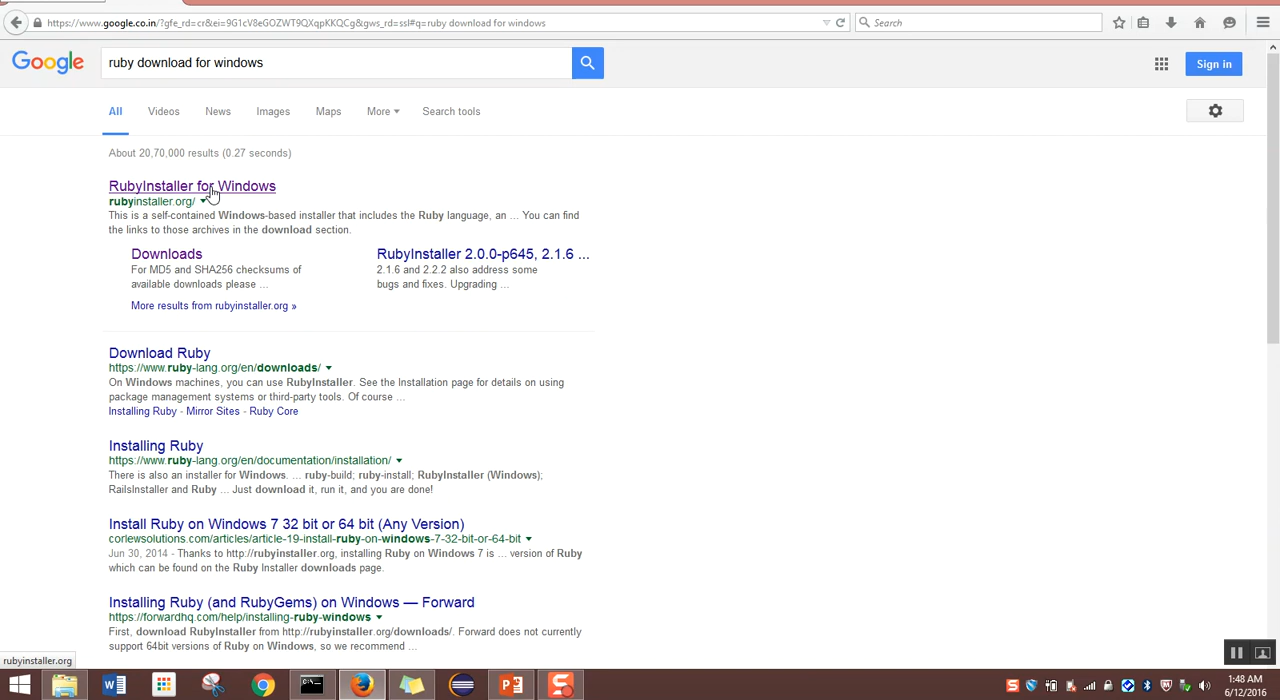 https://www.google.co.in/?gfe_rd=cr&ei=9G1cV8eGOZWT9QXqpKKQCg&gws_rd=ssl#q=ruby download for windows
Search
Google
ruby download for windows
Sign in
All Videos News Images Maps More Search tools
About 20,70,000 results (0.27 seconds)
RubyInstaller for Windows
rubyinstaller.org/
This is a self-contained Windows-based installer that includes the Ruby language, an ... You can find
the links to those archives in the download section.
Downloads
For MD5 and SHA256 checksums of
available downloads please ...
RubyInstaller 2.0.0-p645, 2.1.6 ...
2.1.6 and 2.2.2 also address some
bugs and fixes. Upgrading ...
More results from rubyinstaller.org »
Download Ruby
https://www.ruby-lang.org/en/downloads/
On Windows machines, you can use RubyInstaller. See the Installation page for details on using
package management systems or third-party tools. Of course ...
Installing Ruby - Mirror Sites - Ruby Core
Installing Ruby
https://www.ruby-lang.org/en/documentation/installation/
There is also an installer for Windows. ... ruby-build; ruby-install; RubyInstaller (Windows);
RailsInstaller and Ruby ... Just download it, run it, and you are done!
Install Ruby on Windows 7 32 bit or 64 bit (Any Version)
corlewsolutions.com/articles/article-19-install-ruby-on-windows-7-32-bit-or-64-bit
Jun 30, 2014 - Thanks to http://rubyinstaller.org, installing Ruby on Windows 7 is ... version of Ruby
which can be found on the Ruby Installer downloads page.
Installing Ruby (and RubyGems) on Windows — Forward
https://forwardhq.com/help/installing-ruby-windows
First, download RubyInstaller from http://rubyinstaller.org/downloads/. Forward does not currently
support 64bit versions of Ruby on Windows, so we recommend ...
rubyinstaller.org
1:48 AM
6/12/2016